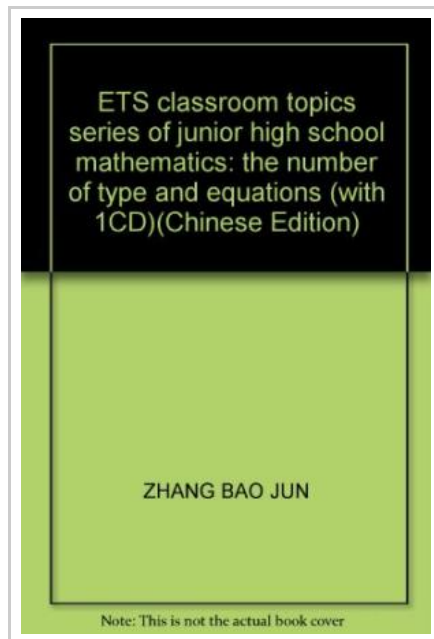 ETS classroom topics
series of junior high school
mathematics: the number
of type and equations (with
1CD)(Chinese Edition)
ZHANG BAO JUN
Note: This is not the actual book cover